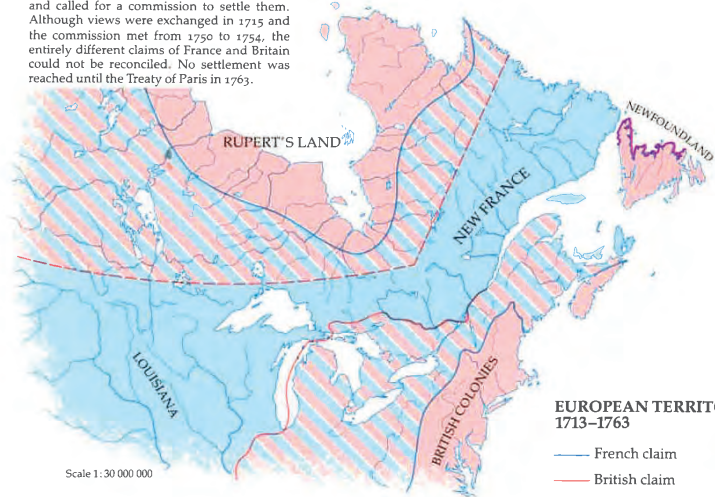 and called for a commission to settle them.
Although views were exchanged in 1715 and
the commission met from 1750 to 1754, the
entirely different claims of France and Britain
could not be reconciled. No settlement was
reached until the Treaty of Paris in 1763.
RUPERT'S LAND
NEWFOUNDLAND
NEW FRANCE
LOUISIANA
BRITISH COLONIES
EUROPEAN TERRIT
1713–1763
French claim
British claim
Scale 1:30 000 000